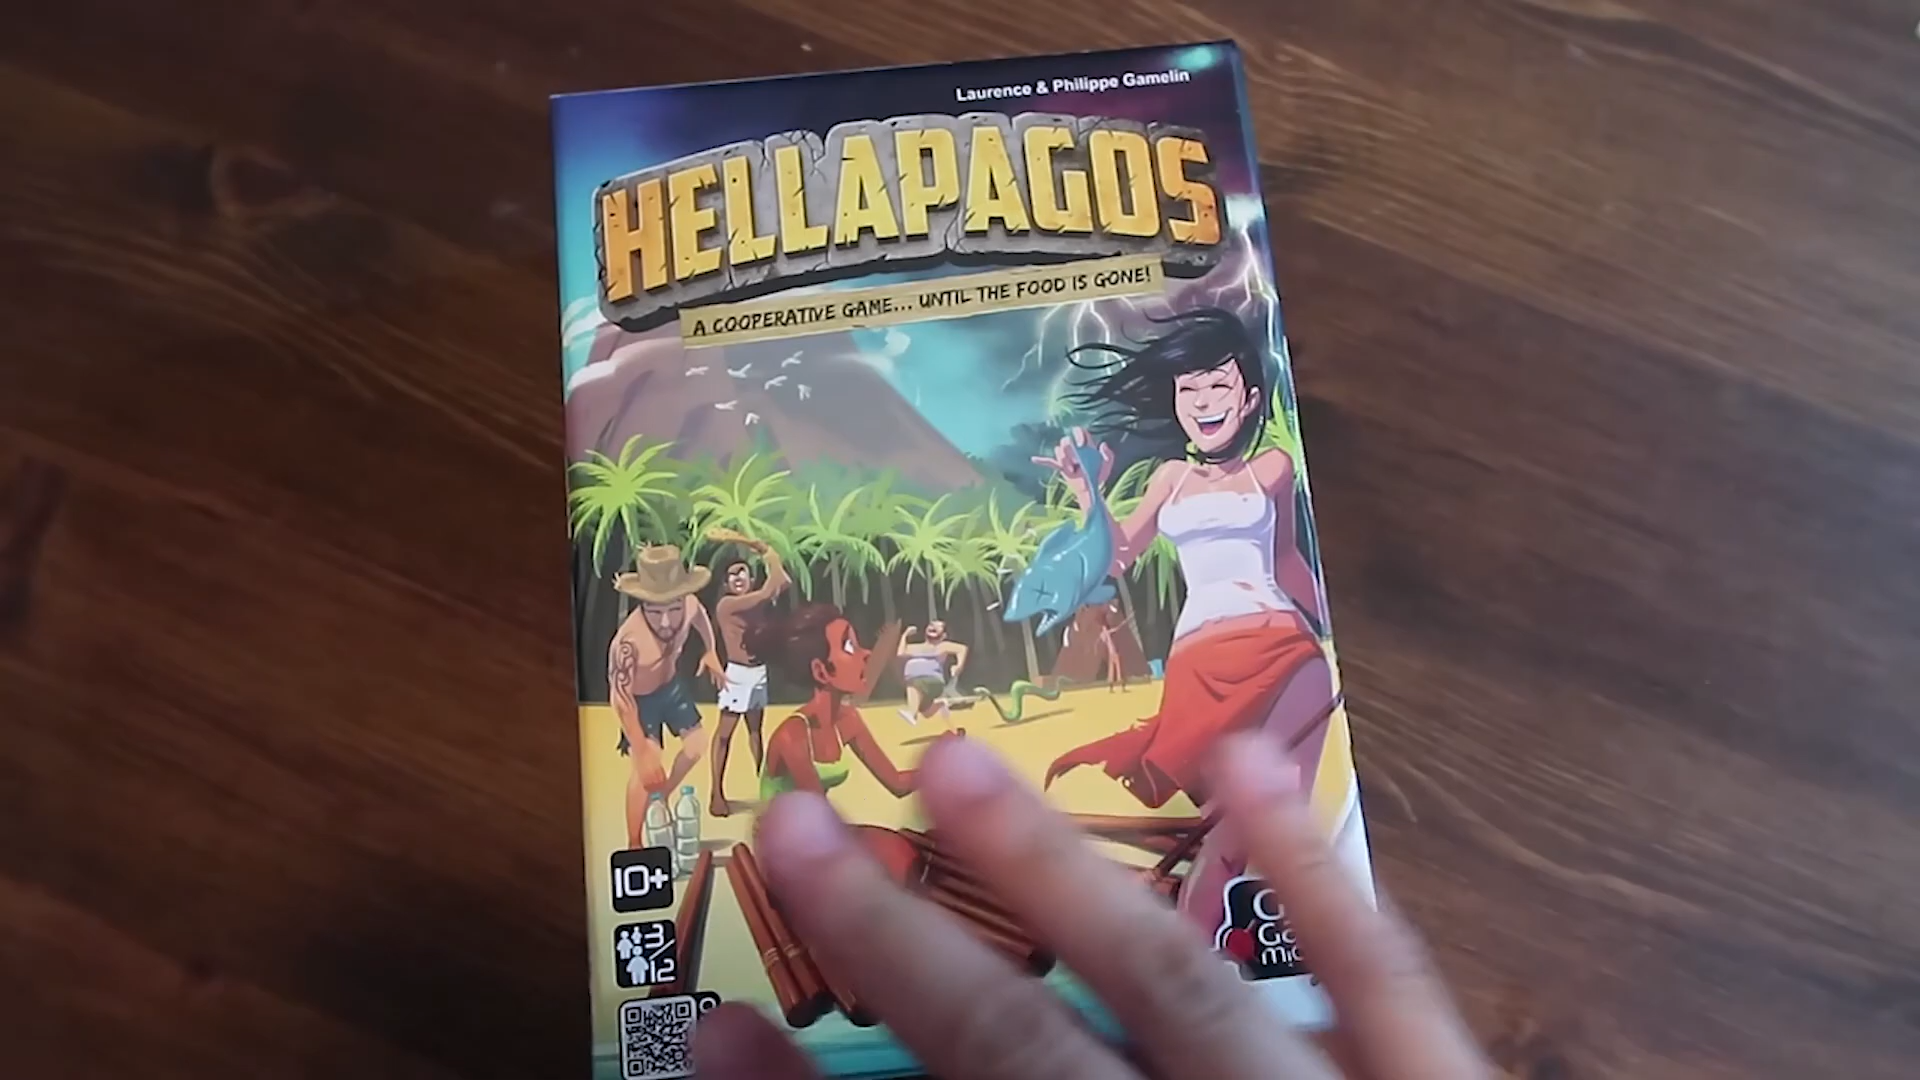 Laurence & Philippe Gamelin
HELLAPAGOS
A COOPERATIVE GAME... UNTIL THE FOOD IS GONE!
10+
3/12